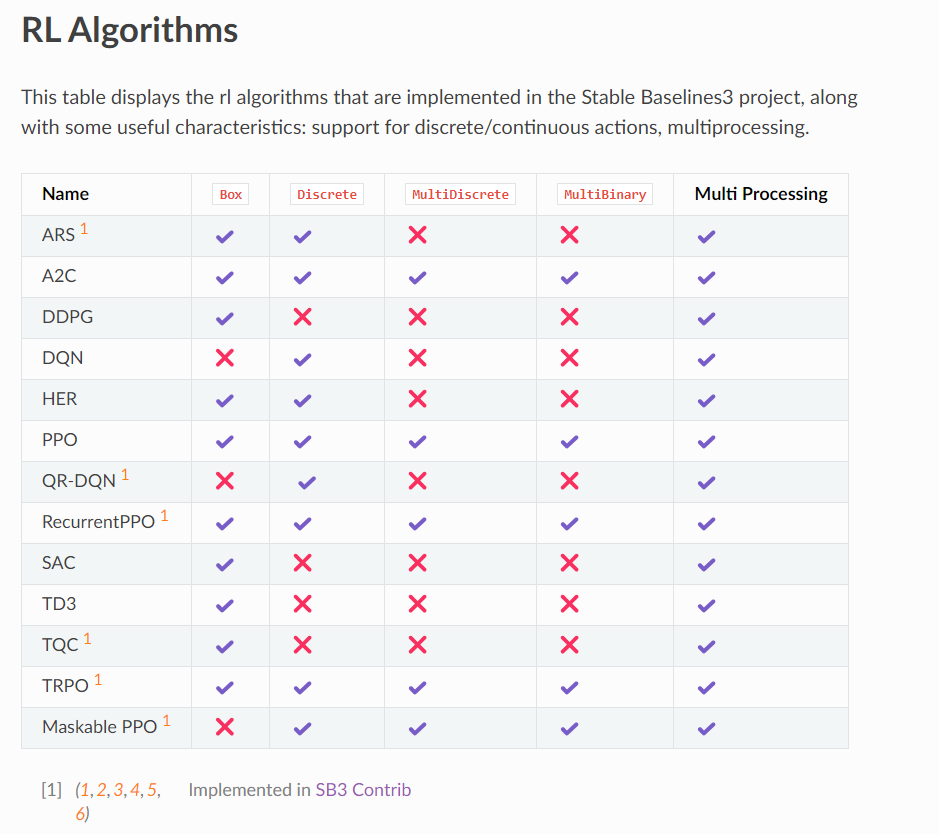 RL Algorithms
This table displays the rl algorithms that are implemented in the Stable Baselines3 project, along
with some useful characteristics: support for discrete/continuous actions, multiprocessing.
Name Box Discrete MultiDiscrete MultiBinary Multi Processing
ARS 1 ✔ ✔ ❌ ❌ ✔
A2C ✔ ✔ ✔ ✔ ✔
DDPG ✔ ❌ ❌ ❌ ✔
DQN ❌ ✔ ❌ ❌ ✔
HER ✔ ✔ ❌ ❌ ✔
PPO ✔ ✔ ✔ ✔ ✔
QR-DQN 1 ❌ ✔ ❌ ❌ ✔
RecurrentPPO 1 ✔ ✔ ✔ ✔ ✔
SAC ✔ ❌ ❌ ❌ ✔
TD3 ✔ ❌ ❌ ❌ ✔
TQC 1 ✔ ❌ ❌ ❌ ✔
TRPO 1 ✔ ✔ ✔ ✔ ✔
Maskable PPO 1 ❌ ✔ ✔ ✔ ✔
[1] (1, 2, 3, 4, 5, Implemented in SB3 Contrib
6)